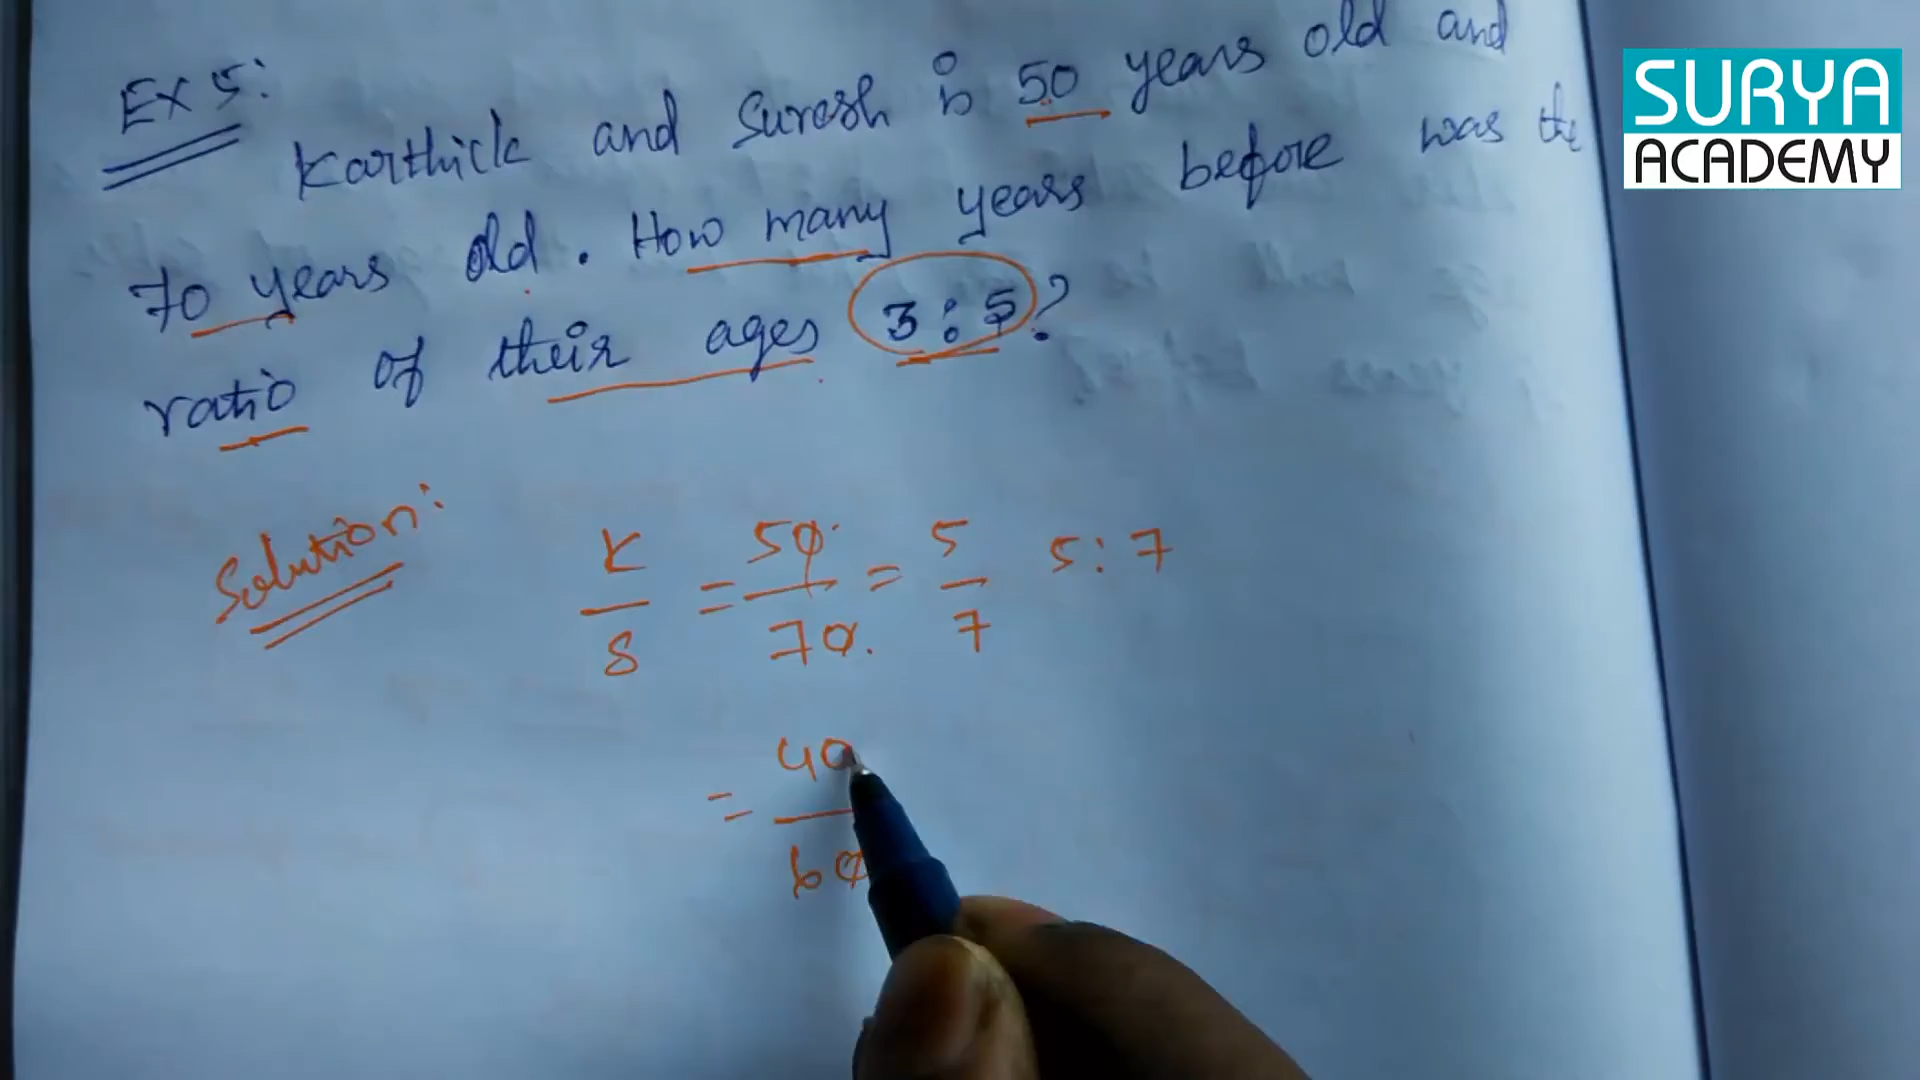 Ex 5:
Karthick and Suresh is 50 years old and
70 years old. How many years before was the
ratio of their ages 3:5?
Solution:
K/S = 50/70 = 5/7 5:7
= 40/60
SURYA
ACADEMY